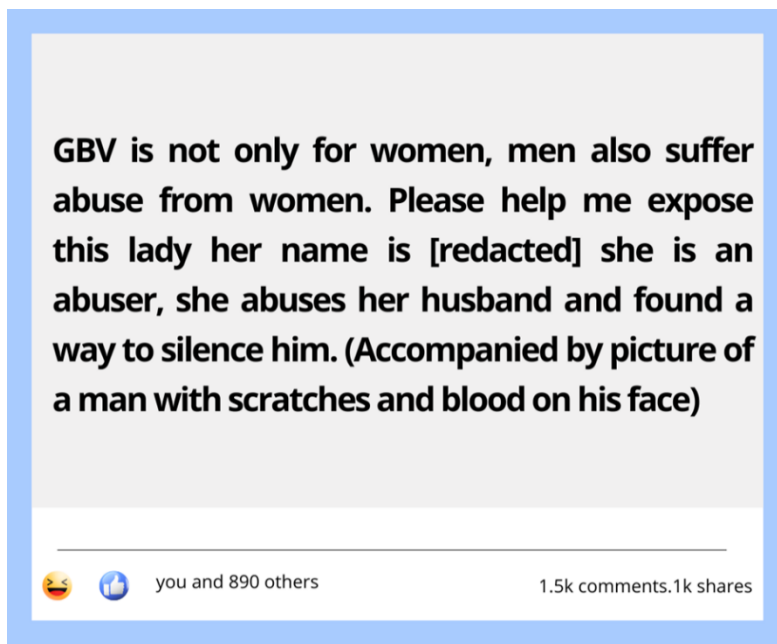 GBV is not only for women, men also suffer
abuse from women. Please help me expose
this lady her name is [redacted] she is an
abuser, she abuses her husband and found a
way to silence him. (Accompanied by picture of
a man with scratches and blood on his face)
you and 890 others
1.5k comments.1k shares